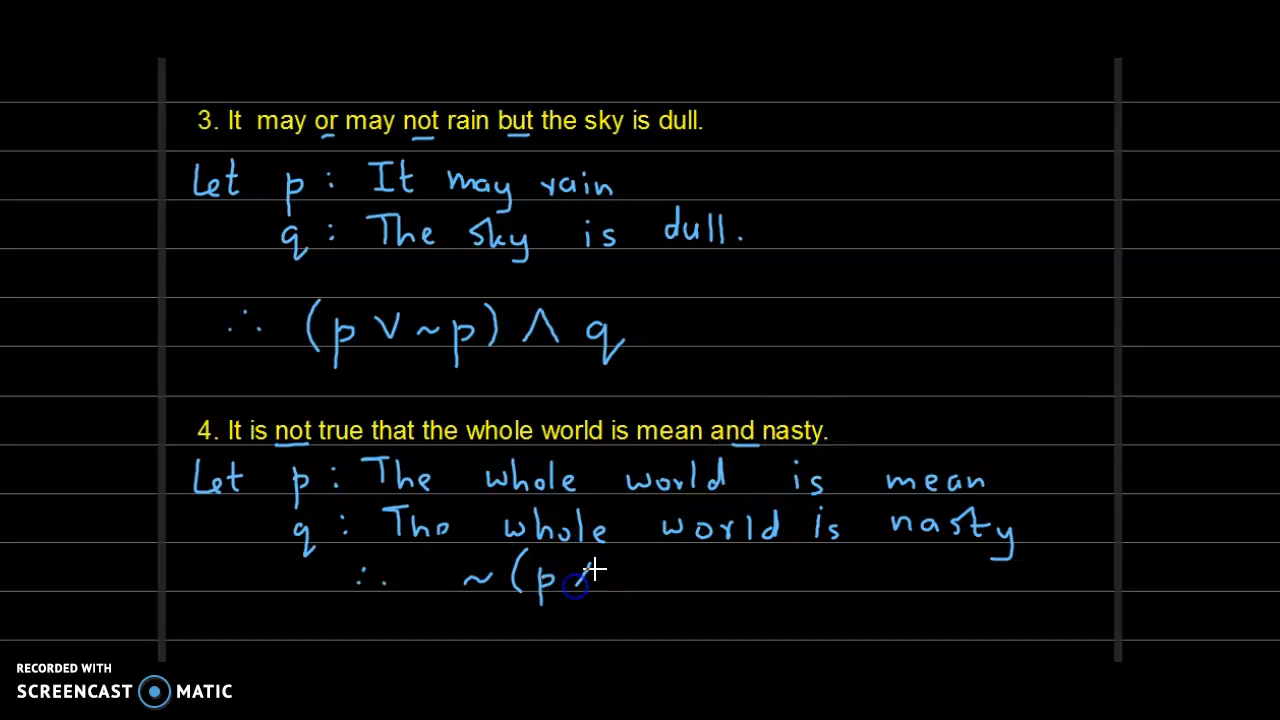 3. It may or may not rain but the sky is dull.
Let p : It may rain
q : The sky is dull.
∴ (p ∨ ~p) ∧ q
4. It is not true that the whole world is mean and nasty.
Let p : The whole world is mean
q : The whole world is nasty
∴ ~(p
RECORDED WITH
SCREENCAST MATIC